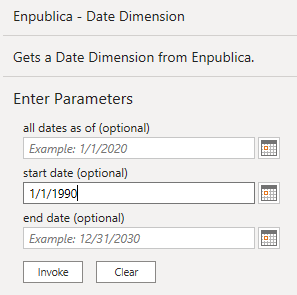 Enpublica - Date Dimension
Gets a Date Dimension from Enpublica.
Enter Parameters
all dates as of (optional)
Example: 1/1/2020
start date (optional)
1/1/1990
end date (optional)
Example: 12/31/2030
Invoke Clear